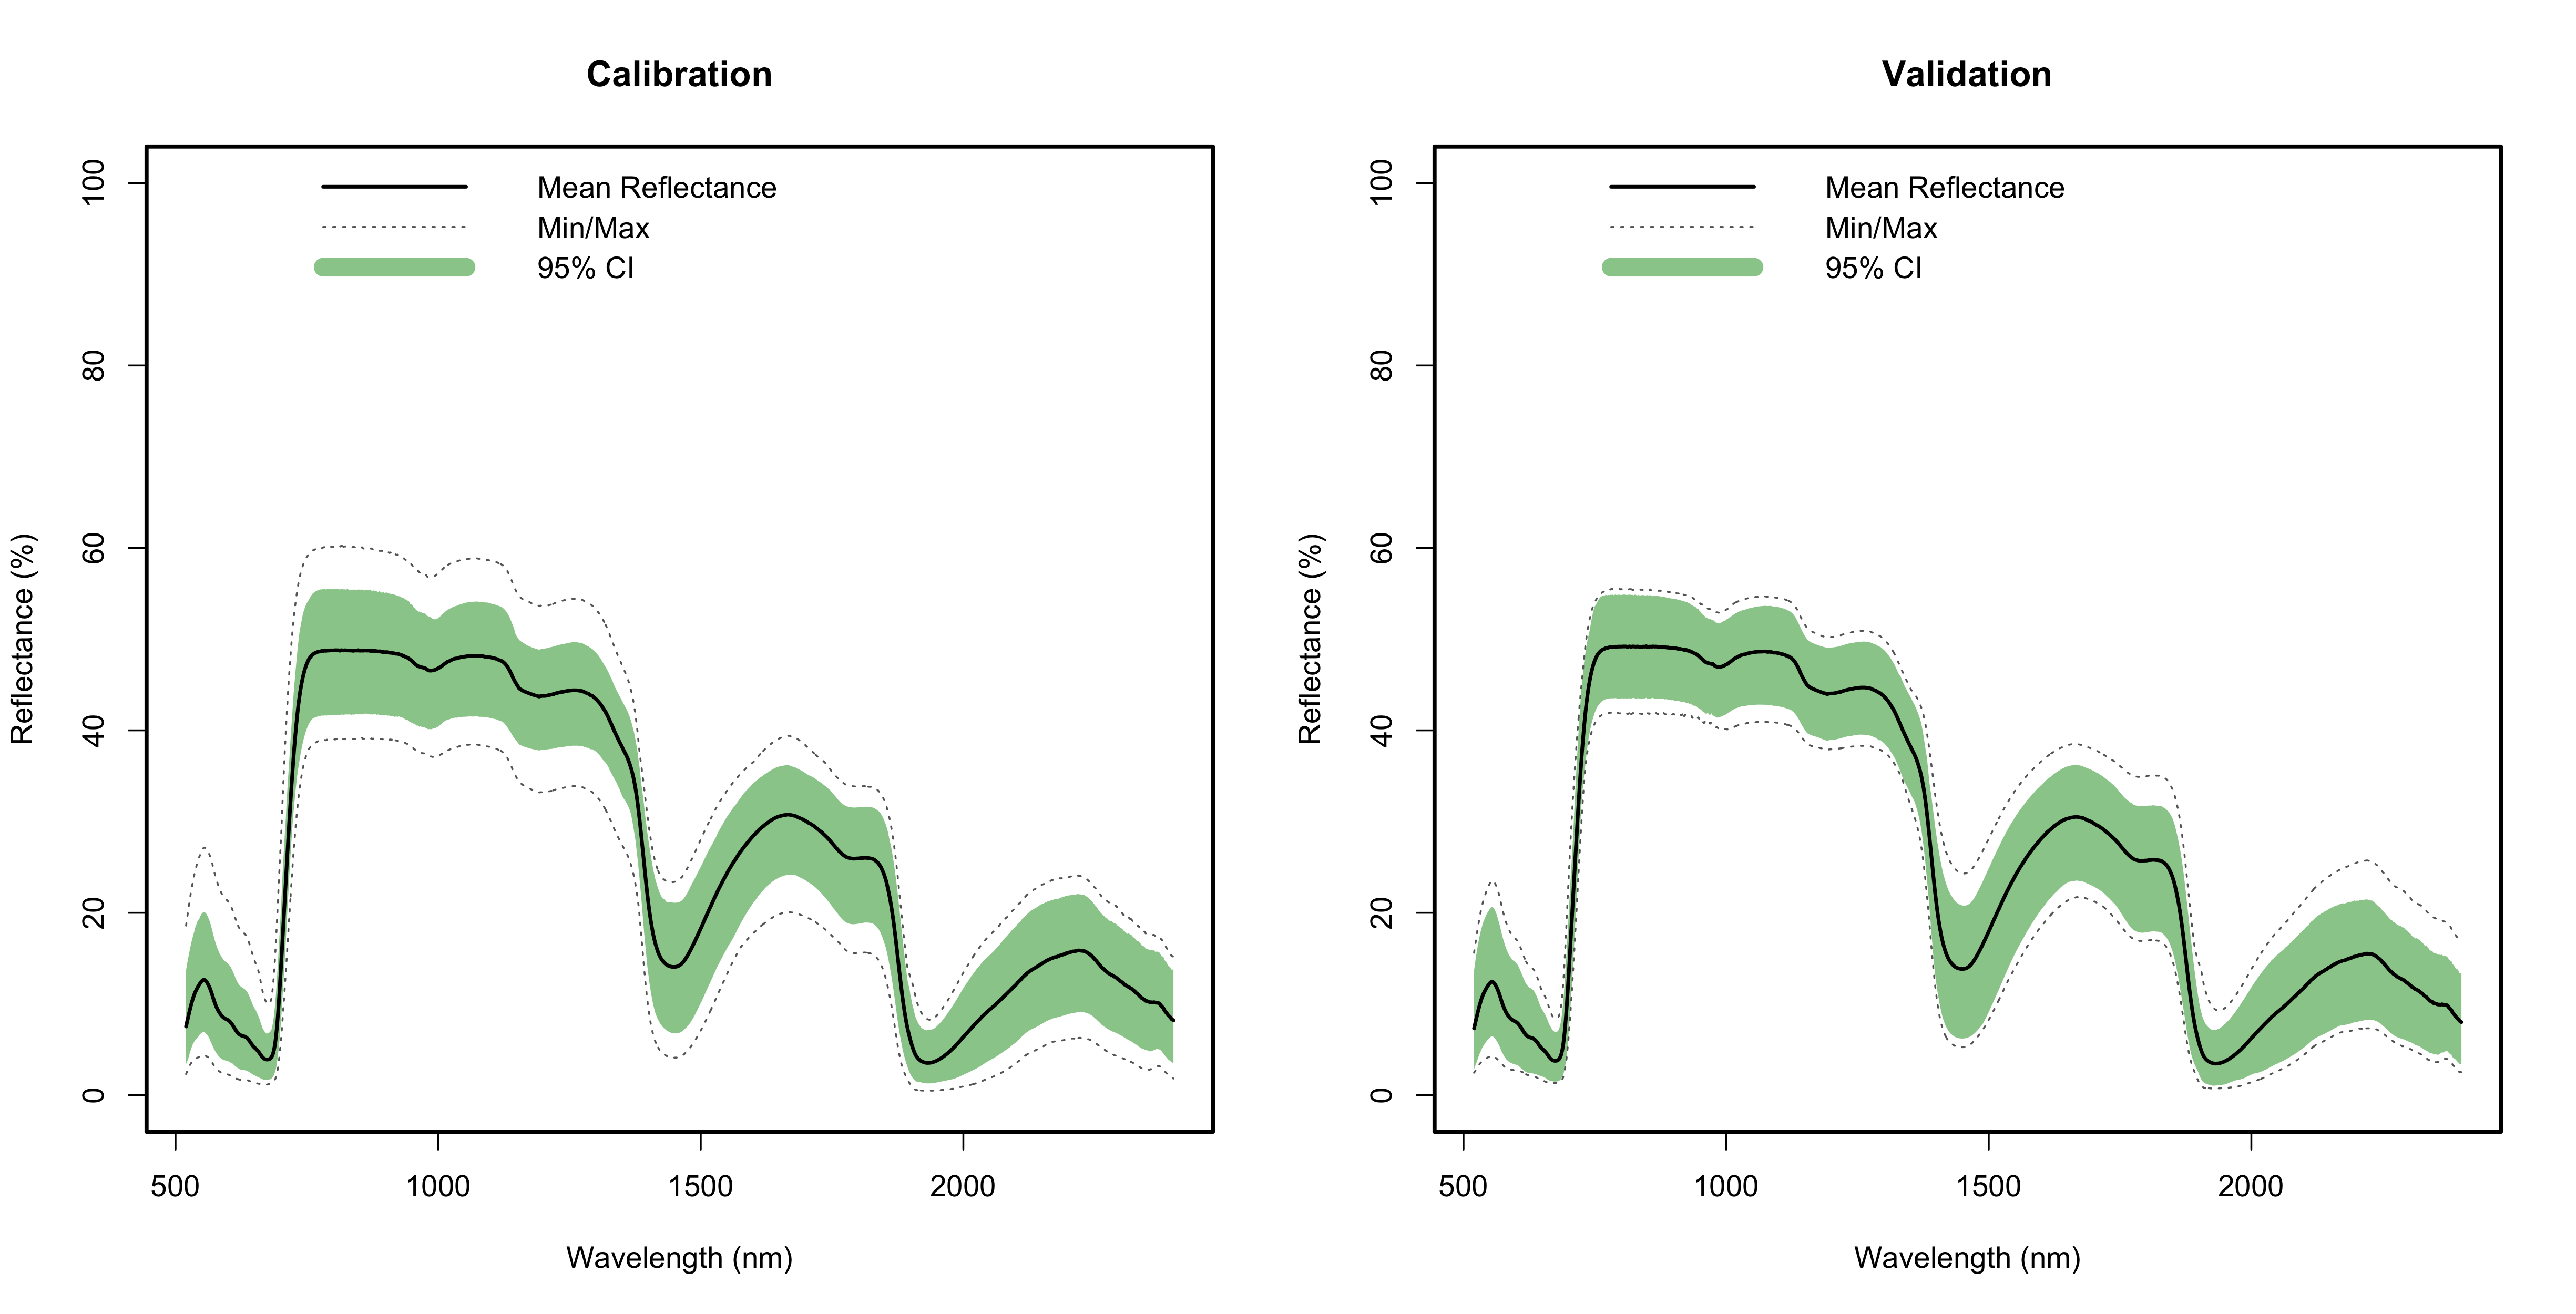 Calibration
Mean Reflectance
Min/Max
95% CI
Reflectance (%)
100
80
60
40
20
0
500 1000 1500 2000
Wavelength (nm)
Validation
Mean Reflectance
Min/Max
95% CI
Reflectance (%)
100
80
60
40
20
0
500 1000 1500 2000
Wavelength (nm)